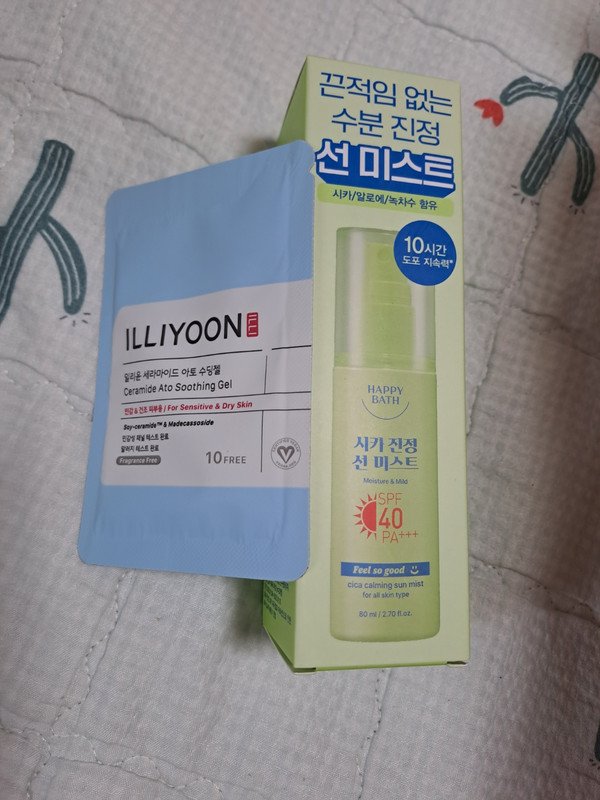 ILLIYOON ILLI
일리윤 세라마이드 아토 수딩젤
Ceramide Ato Soothing Gel
민감 & 건조 피부용 / For Sensitive & Dry Skin
Soy-ceramide™ & Madecassoside
민감성 패널 테스트 완료
알러지 테스트 완료
Fragrance Free
10 FREE
끈적임 없는
수분 진정
선 미스트
시카/알로에/녹차수 함유
10시간
도포 지속력*
HAPPY
BATH
시카 진정
선 미스트
Moisture & Mild
SPF
40
PA+++
Feel so good
cica calming sun mist
for all skin type
80 ml / 2.70 fl.oz.